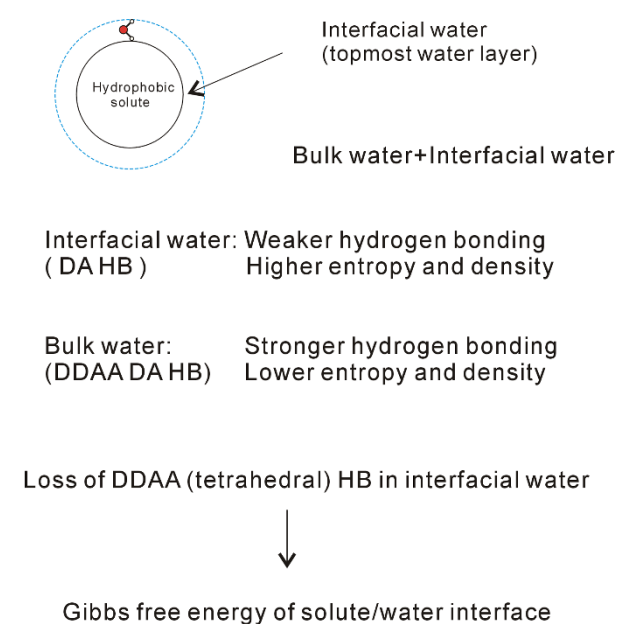 Interfacial water
(topmost water layer)
Hydrophobic
solute
Bulk water+Interfacial water
Interfacial water: Weaker hydrogen bonding
( DA HB ) Higher entropy and density
Bulk water: Stronger hydrogen bonding
(DDAA DA HB) Lower entropy and density
Loss of DDAA (tetrahedral) HB in interfacial water
Gibbs free energy of solute/water interface